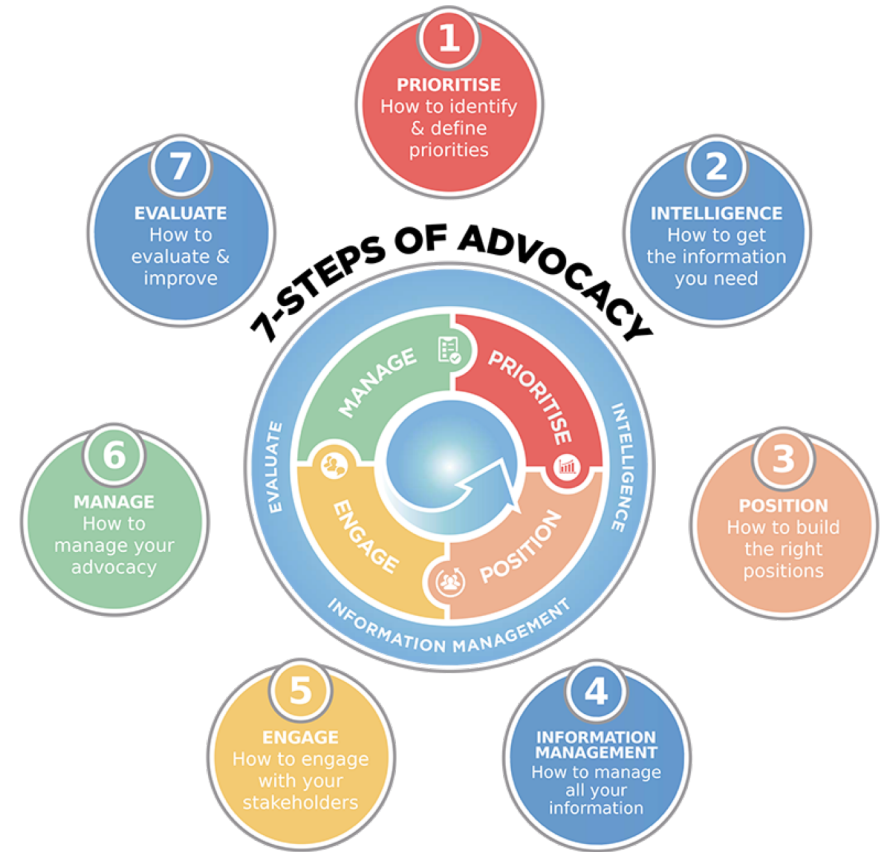 1
PRIORITISE
How to identify
& define
priorities
2
INTELLIGENCE
How to get
the information
you need
3
POSITION
How to build
the right
positions
4
INFORMATION
MANAGEMENT
How to manage
all your
information
5
ENGAGE
How to engage
with your
stakeholders
6
MANAGE
How to
manage your
advocacy
7
EVALUATE
How to
evaluate &
improve
7-STEPS OF ADVOCACY
MANAGE
PRIORITISE
POSITION
ENGAGE
EVALUATE
INTELLIGENCE
INFORMATION MANAGEMENT